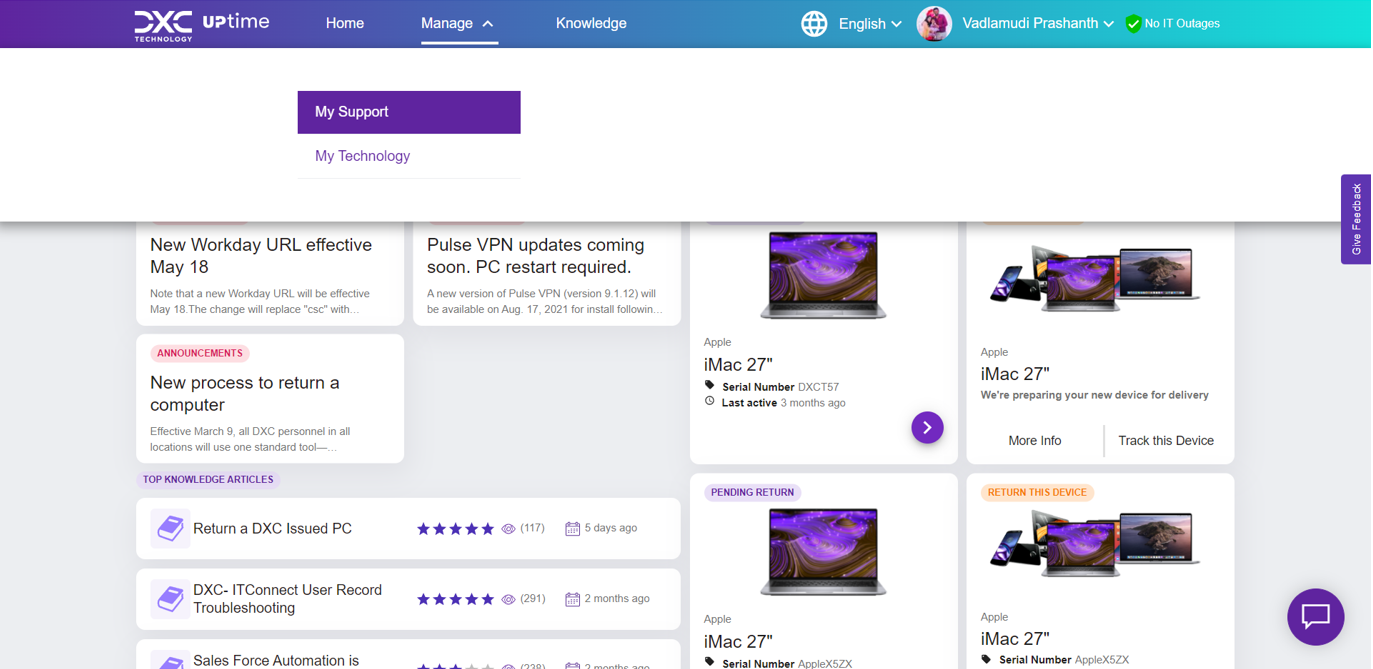 DXC
TECHNOLOGY
UPtime
Home
Manage
Knowledge
English
Vadlamudi Prashanth
No IT Outages
My Support
My Technology
Give Feedback
New Workday URL effective
May 18
Note that a new Workday URL will be effective
May 18.The change will replace "csc" with...
Pulse VPN updates coming
soon. PC restart required.
A new version of Pulse VPN (version 9.1.12) will
be available on Aug. 17, 2021 for install followin...
ANNOUNCEMENTS
New process to return a
computer
Effective March 9, all DXC personnel in all
locations will use one standard tool—...
TOP KNOWLEDGE ARTICLES
Return a DXC Issued PC
(117)
5 days ago
DXC- ITConnect User Record
Troubleshooting
(291)
2 months ago
Sales Force Automation is
(238)
2 months ago
Apple
iMac 27"
Serial Number DXCT57
Last active 3 months ago
Apple
iMac 27"
We're preparing your new device for delivery
More Info
Track this Device
PENDING RETURN
Apple
iMac 27"
Serial Number AppleX5ZX
RETURN THIS DEVICE
Apple
iMac 27"
Serial Number AppleX5ZX